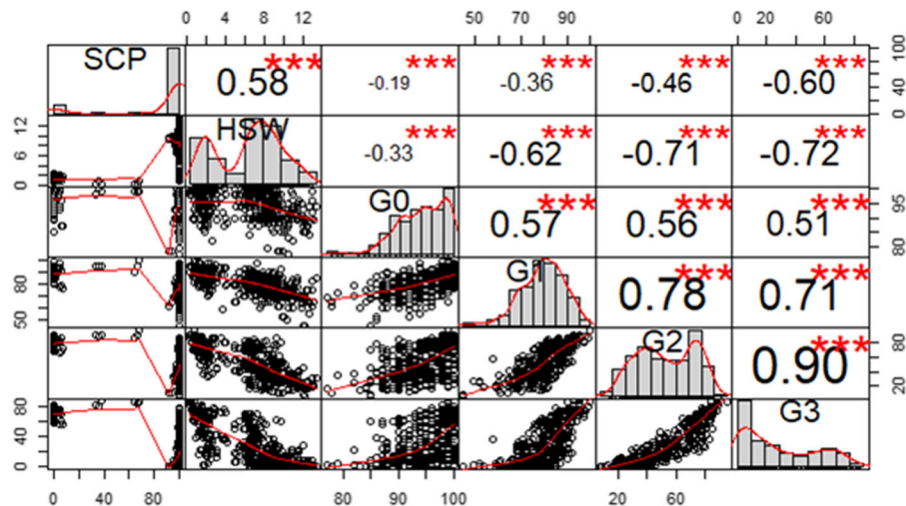 0 4 8 12 50 70 90 0 20 60
SCP 0.58*** -0.19*** -0.36*** -0.46*** -0.60*** 0 40 100
0 6 12 HSW -0.33*** -0.62*** -0.71*** -0.72***
G0 0.57*** 0.56*** 0.51*** 80 95
50 80 G 0.78*** 0.71***
G2 0.90*** 20 80
0 40 80 G3
0 40 80 80 90 100 20 60